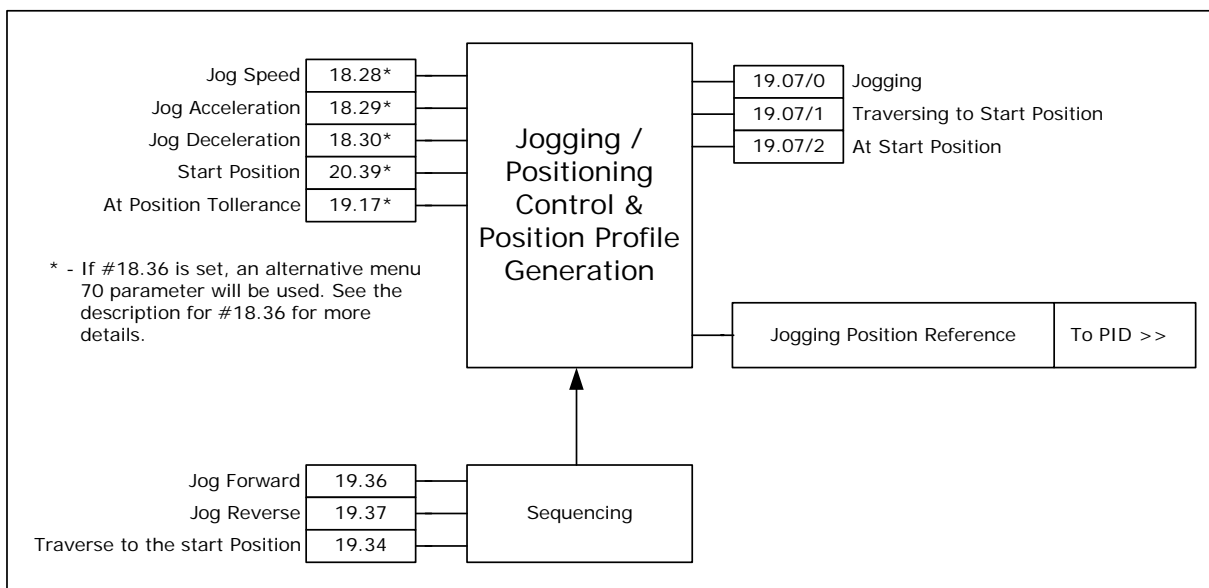 Jog Speed 18.28*
Jog Acceleration 18.29*
Jog Deceleration 18.30*
Start Position 20.39*
At Position Tollerance 19.17*
* - If #18.36 is set, an alternative menu
70 parameter will be used. See the
description for #18.36 for more
details.
Jogging /
Positioning
Control &
Position Profile
Generation
19.07/0 Jogging
19.07/1 Traversing to Start Position
19.07/2 At Start Position
Jogging Position Reference To PID >>
Jog Forward 19.36
Jog Reverse 19.37
Traverse to the start Position 19.34
Sequencing